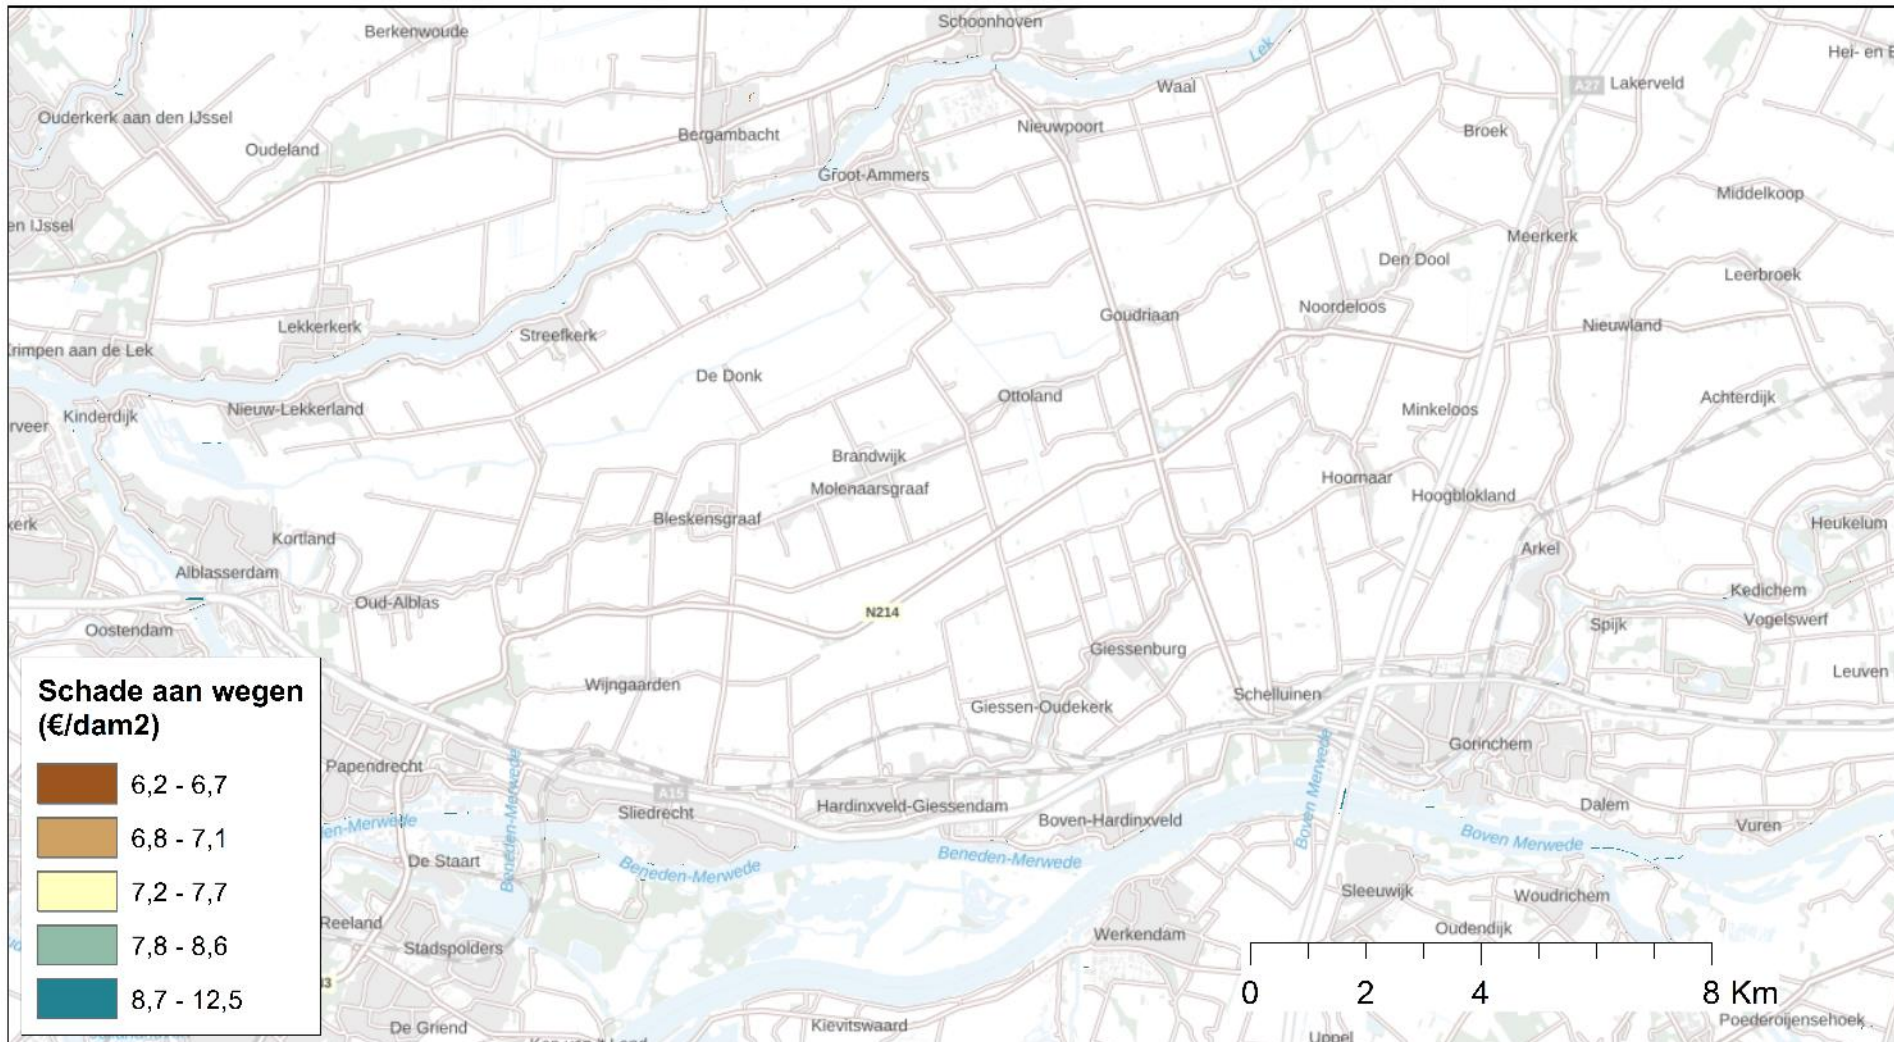 Schoonhoven
Berkenwoude
Lek
Hei- en B
Waal
A27
Lakerveld
Ouderkerk aan den IJssel
Nieuwpoort
Broek
Bergambacht
Oudeland
Groot-Ammers
Middelkoop
en IJssel
Meerkerk
Den Dool
Leerbroek
Noordeloos
Goudriaan
Nieuwland
Lekkerkerk
Streefkerk
Krimpen aan de Lek
De Donk
Ottoland
Achterdijk
Nieuw-Lekkerland
Minkeloos
Kinderdijk
rveer
Brandwijk
Hoornaar
Molenaarsgraaf
Hoogblokland
Bleskensgraaf
kerk
Heukelum
Kortland
Arkel
Alblasserdam
Kedichem
Oud-Alblas
N214
Vogelswerf
Spijk
Oostendam
Giessenburg
Leuven
Wijngaarden
Schelluinen
Giessen-Oudekerk
Gorinchem
Papendrecht
Beneden-Merwede
Boven Merwede
A15
Sliedrecht
Hardinxveld-Giessendam
Boven-Hardinxveld
Dalem
Vuren
den-Merwede
Boven Merwede
De Staart
Beneden-Merwede
Beneden-Merwede
Sleeuwijk
Woudrichem
Reeland
Oudendijk
Werkendam
Stadspolders
3
De Griend
Kievitswaard
Poederoijensehoek
Uppel
Schade aan wegen
(€/dam2)
6,2 - 6,7
6,8 - 7,1
7,2 - 7,7
7,8 - 8,6
8,7 - 12,5
0 2 4 8 Km